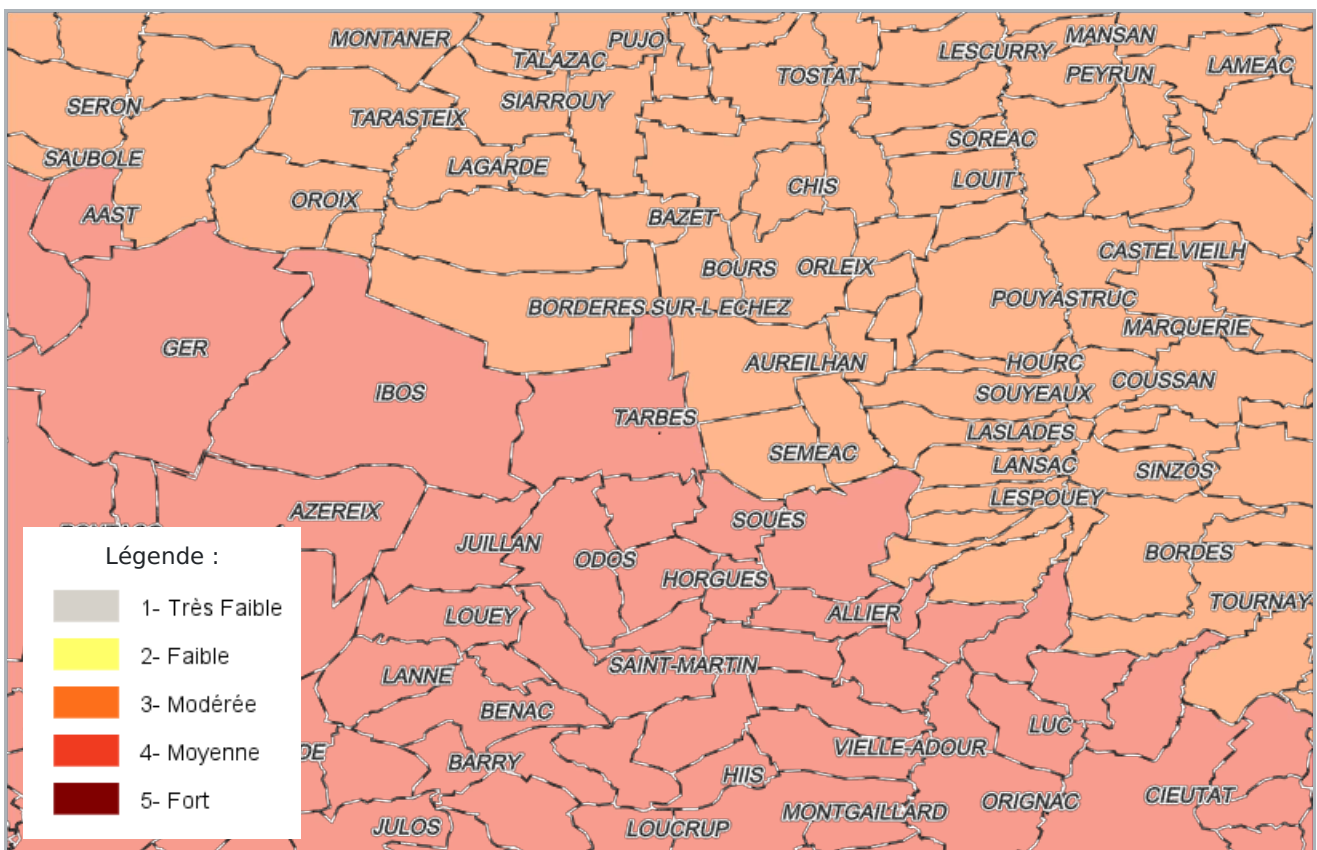 MONTANER
PUJO
TALAZAC
TOSTAT
LESCURRY
MANSAN
PEYRUN
LAMEAC
SERON
TARASTEIX
SIARROUY
SOREAC
SAUBOLE
LAGARDE
CHIS
LOUIT
AAST
OROIX
BAZET
BOURS
ORLEIX
CASTELVIEILH
BORDERES-SUR-L ECHEZ
POUYASTRUC
MARQUERIE
GER
AUREILHAN
HOURC
COUSSAN
IBOS
SOUYEAUX
TARBES
LASLADES
SEMEAC
LANSAC
SINZOS
LESPOUEY
AZEREIX
SOUES
JUILLAN
ODOS
BORDES
HORGUES
LOUEY
ALLIER
TOURNAY
LANNE
SAINT-MARTIN
BENAC
LUC
DE
BARRY
VIELLE-ADOUR
HIIS
MONTGAILLARD
ORIGNAC
CIEUTAT
JULOS
LOUCRUP
Légende :
1- Très Faible
2- Faible
3- Modérée
4- Moyenne
5- Fort